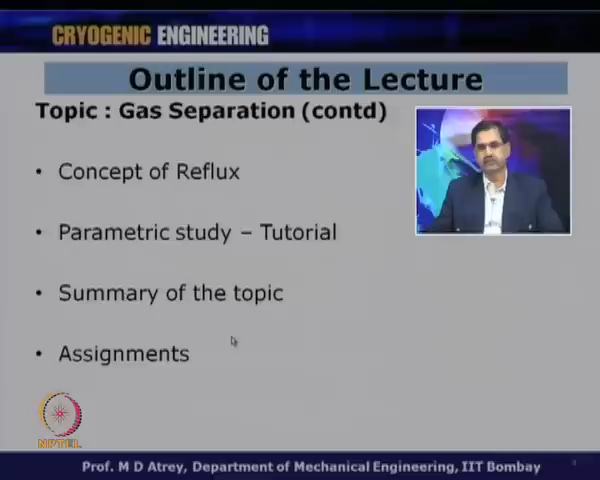 CRYOGENIC ENGINEERING
Outline of the Lecture
Topic : Gas Separation (contd)
• Concept of Reflux
• Parametric study – Tutorial
• Summary of the topic
• Assignments
NPTEL
Prof. M D Atrey, Department of Mechanical Engineering, IIT Bombay